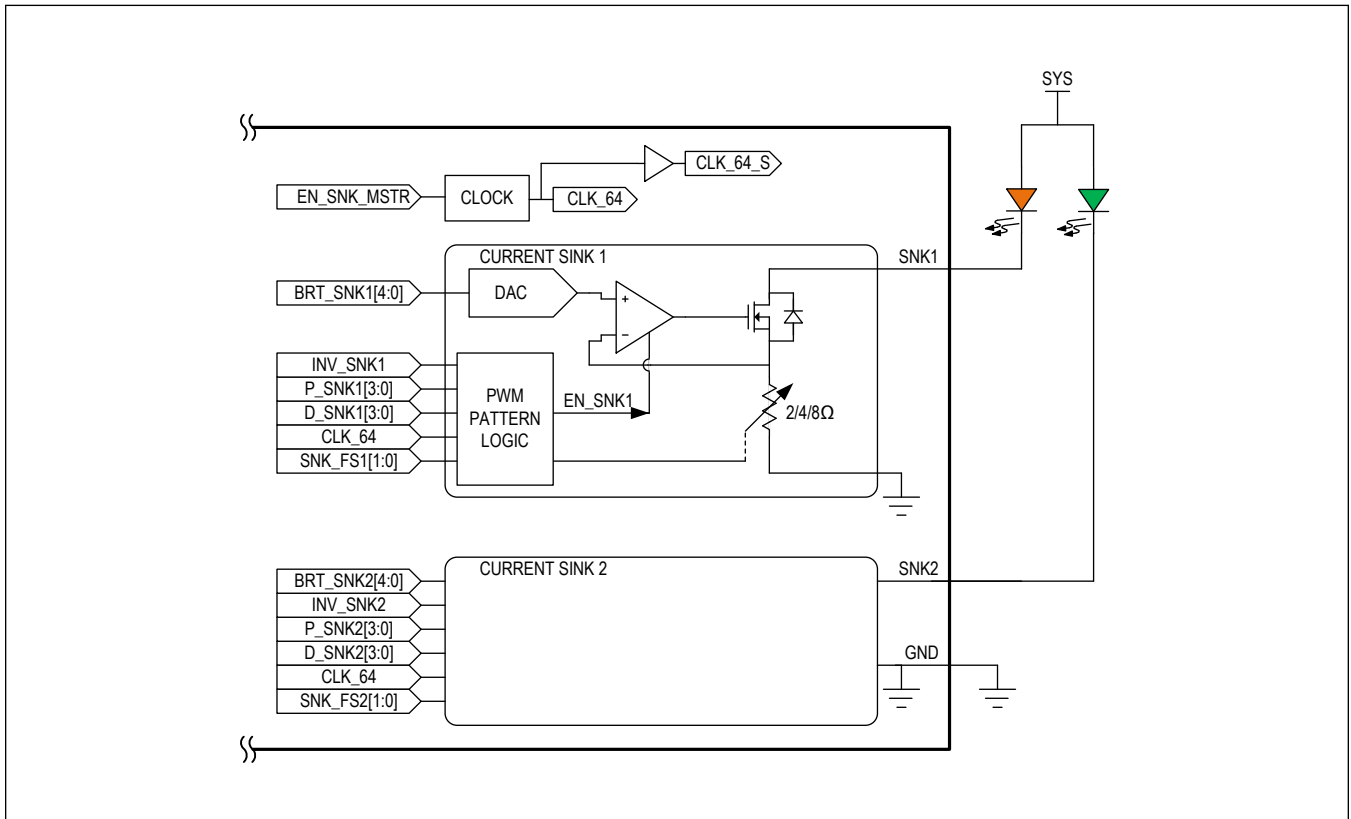 SYS
CLK_64_S
EN_SNK_MSTR
CLOCK
CLK_64
CURRENT SINK 1
SNK1
BRT_SNK1[4:0]
DAC
+
–
INV_SNK1
P_SNK1[3:0]
D_SNK1[3:0]
CLK_64
SNK_FS1[1:0]
PWM
PATTERN
LOGIC
EN_SNK1
2/4/8Ω
CURRENT SINK 2
SNK2
BRT_SNK2[4:0]
INV_SNK2
P_SNK2[3:0]
D_SNK2[3:0]
CLK_64
SNK_FS2[1:0]
GND